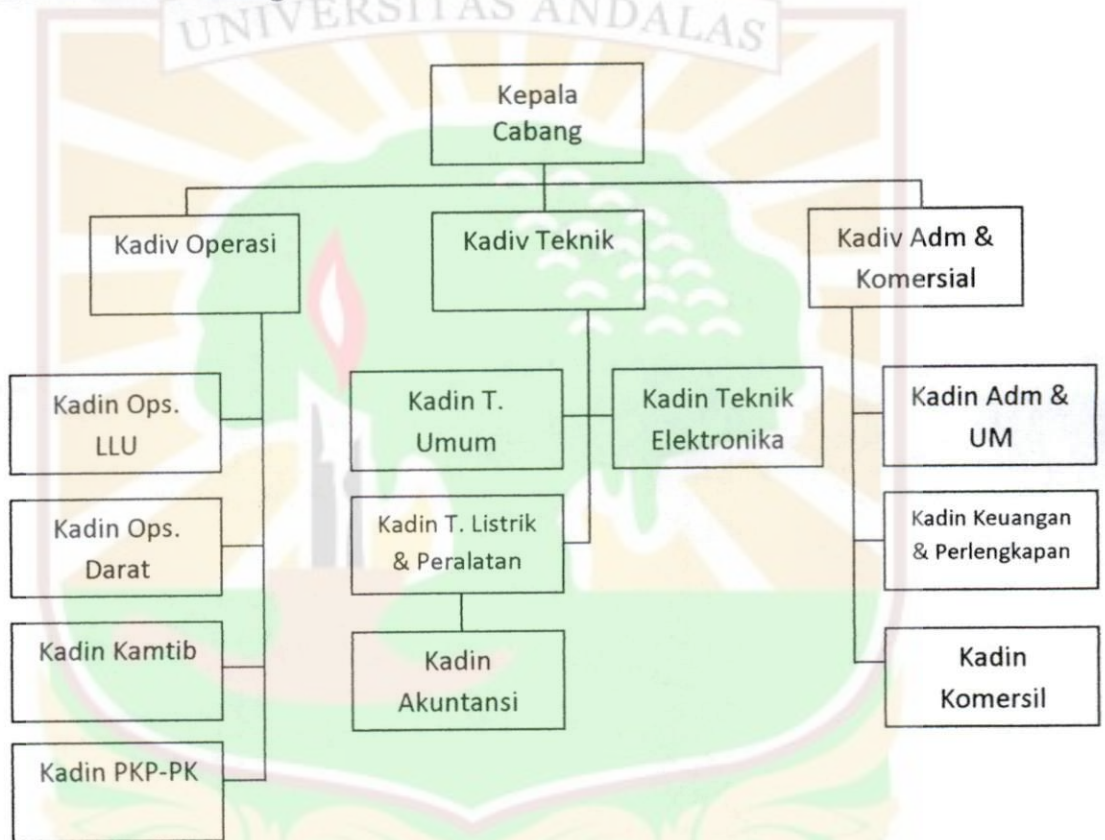 UNIVERSITAS ANDALAS
Kepala
Cabang
Kadiv Operasi
Kadiv Teknik
Kadiv Adm &
Komersial
Kadin Ops.
LLU
Kadin T.
Umum
Kadin Teknik
Elektronika
Kadin Adm &
UM
Kadin Ops.
Darat
Kadin T. Listrik
& Peralatan
Kadin Keuangan
& Perlengkapan
Kadin Kamtib
Kadin
Akuntansi
Kadin
Komersil
Kadin PKP-PK